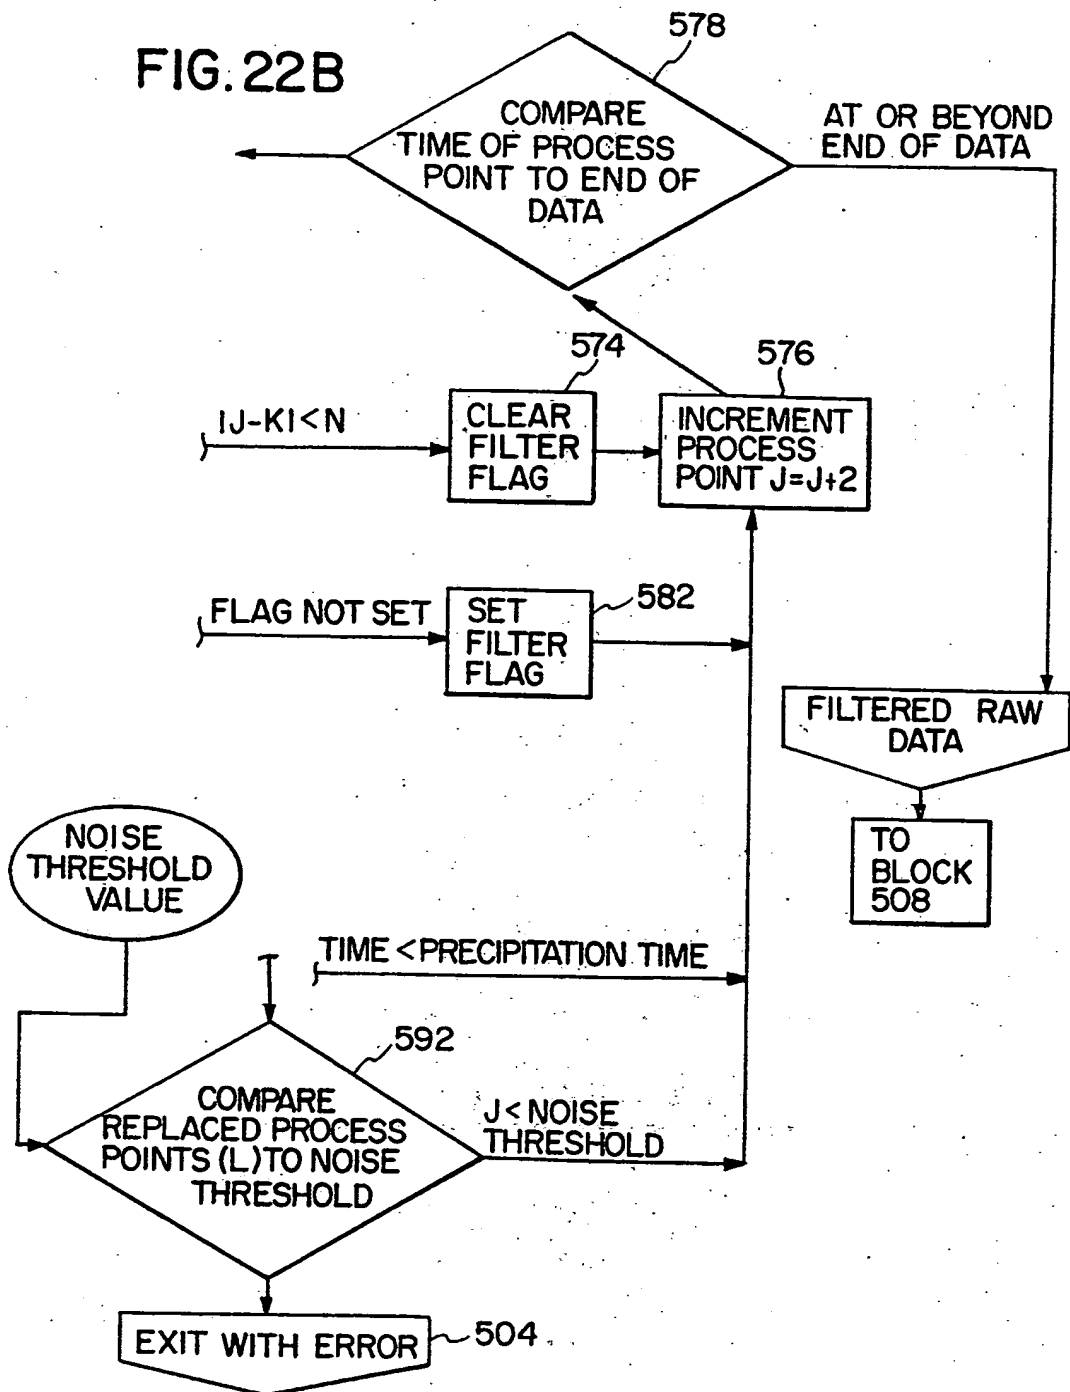 578
FIG. 22B
COMPARE
TIME OF PROCESS
POINT TO END OF
DATA
AT OR BEYOND
END OF DATA
574
576
|J-K|<N
CLEAR
FILTER
FLAG
INCREMENT
PROCESS
POINT J=J+2
FLAG NOT SET
SET
FILTER
FLAG
582
FILTERED RAW
DATA
TO
BLOCK
508
NOISE
THRESHOLD
VALUE
TIME <PRECIPITATION TIME
592
COMPARE
REPLACED PROCESS
POINTS (L) TO NOISE
THRESHOLD
J< NOISE
THRESHOLD
EXIT WITH ERROR
504